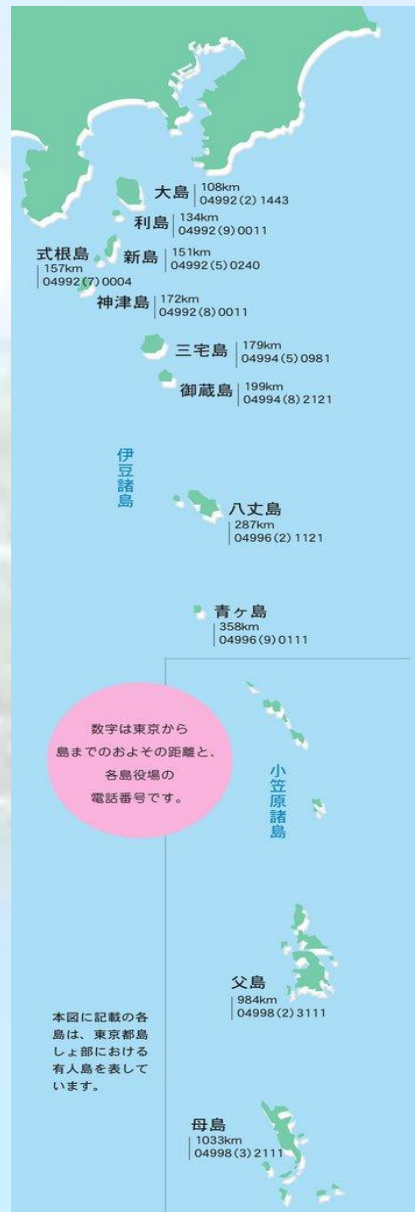 大島
108km
04992(2)1443
利島
134km
04992(9)0011
式根島
157km
04992(7)0004
新島
151km
04992(5)0240
神津島
172km
04992(8)0011
三宅島
179km
04994(5)0981
御蔵島
199km
04994(8)2121
伊豆諸島
八丈島
287km
04996(2)1121
青ヶ島
358km
04996(9)0111
数字は東京から
島までのおよその距離と、
各島役場の
電話番号です。
小笠原諸島
父島
984km
04998(2)3111
本図に記載の各
島は、東京都島
しょ部における
有人島を表して
います。
母島
1033km
04998(3)2111